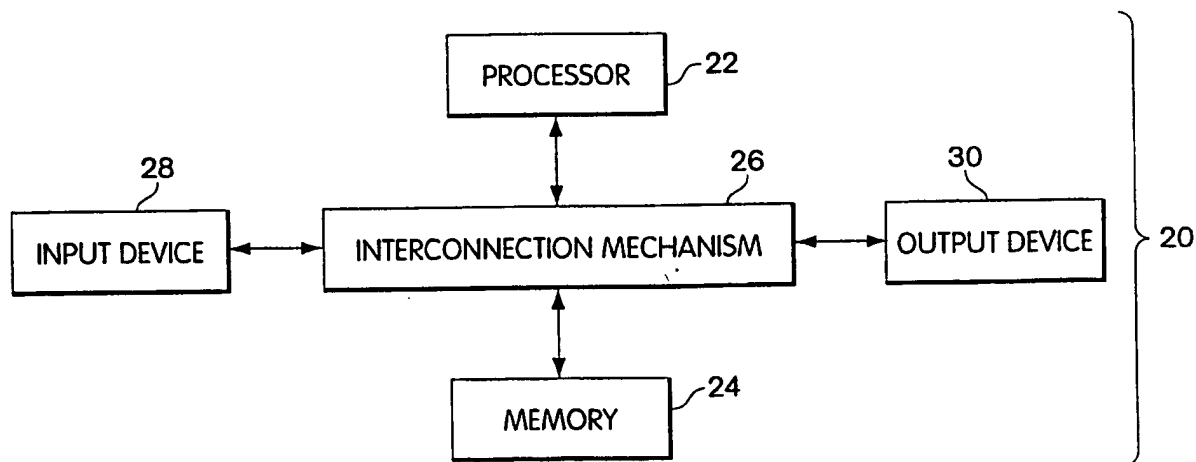 PROCESSOR
22
28
26
30
INPUT DEVICE
INTERCONNECTION MECHANISM
OUTPUT DEVICE
20
MEMORY
24